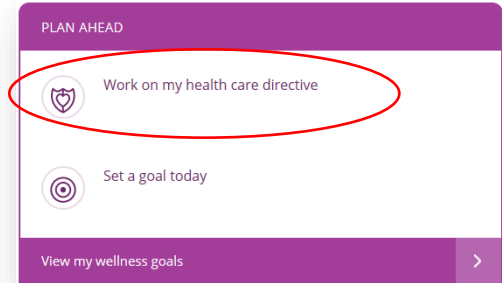 PLAN AHEAD
Work on my health care directive
Set a goal today
View my wellness goals